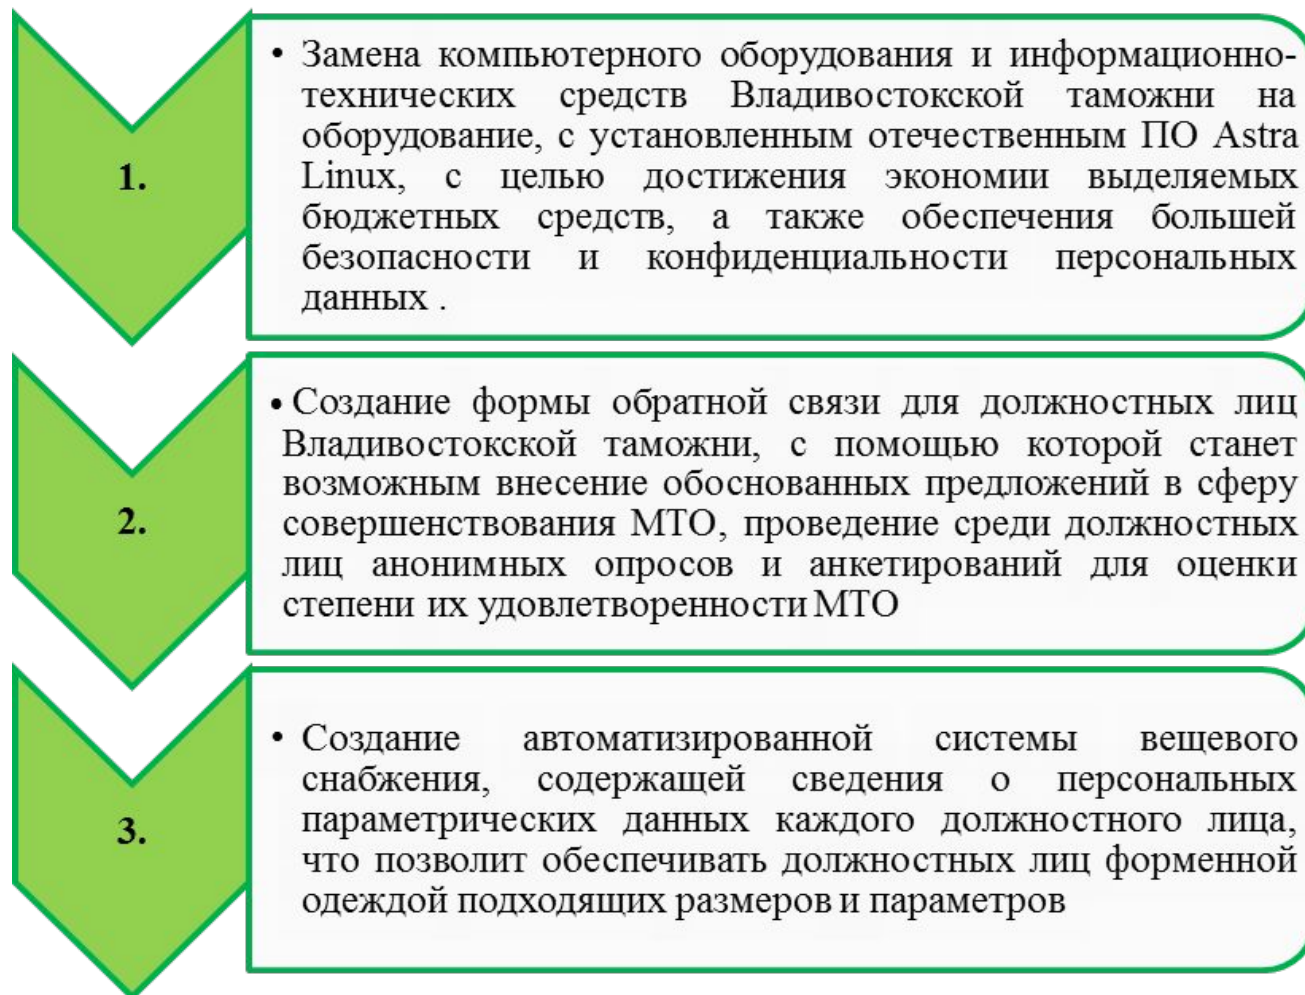 1.
• Замена компьютерного оборудования и информационно-
технических средств Владивостокской таможни на
оборудование, с установленным отечественным ПО Astra
Linux, с целью достижения экономии выделяемых
бюджетных средств, а также обеспечения большей
безопасности и конфиденциальности персональных
данных .
2.
• Создание формы обратной связи для должностных лиц
Владивостокской таможни, с помощью которой станет
возможным внесение обоснованных предложений в сферу
совершенствования МТО, проведение среди должностных
лиц анонимных опросов и анкетирований для оценки
степени их удовлетворенности МТО
3.
• Создание автоматизированной системы вещевого
снабжения, содержащей сведения о персональных
параметрических данных каждого должностного лица,
что позволит обеспечивать должностных лиц форменной
одеждой подходящих размеров и параметров